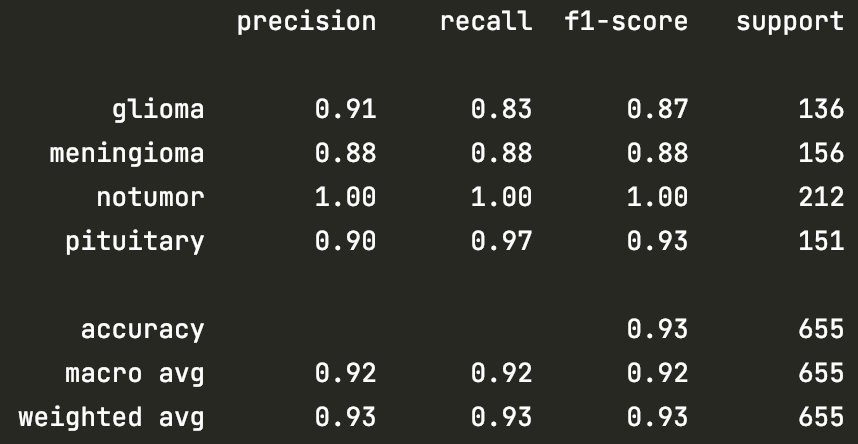 precision recall f1-score support
glioma 0.91 0.83 0.87 136
meningioma 0.88 0.88 0.88 156
notumor 1.00 1.00 1.00 212
pituitary 0.90 0.97 0.93 151
accuracy 0.93 655
macro avg 0.92 0.92 0.92 655
weighted avg 0.93 0.93 0.93 655